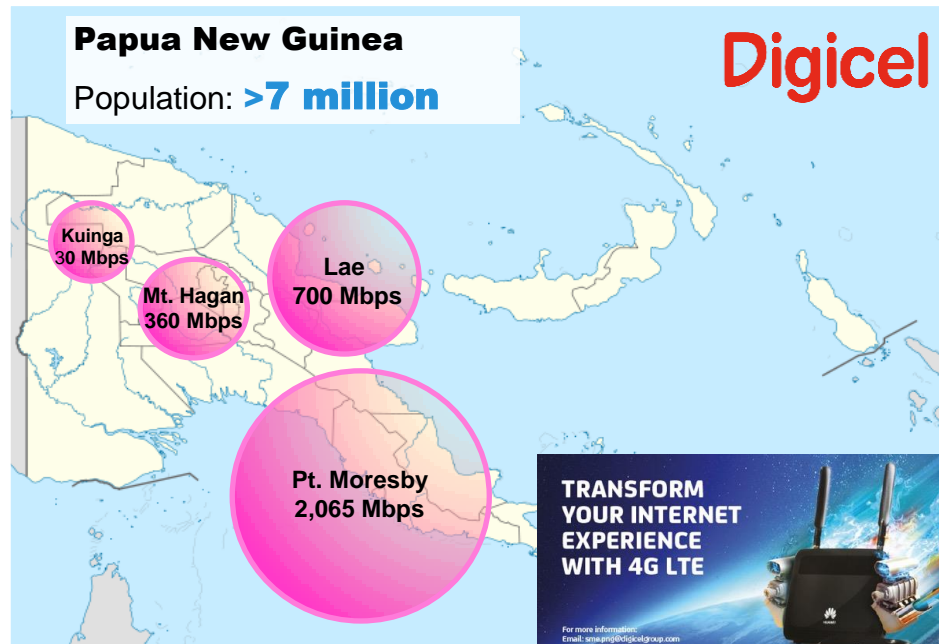 Papua New Guinea
Population: >7 million
Digicel
Kuinga
30 Mbps
Mt. Hagan
360 Mbps
Lae
700 Mbps
Pt. Moresby
2,065 Mbps
TRANSFORM
YOUR INTERNET
EXPERIENCE
WITH 4G LTE
HUAWEI
For more information:
Email: sme.png@digicelgroup.com